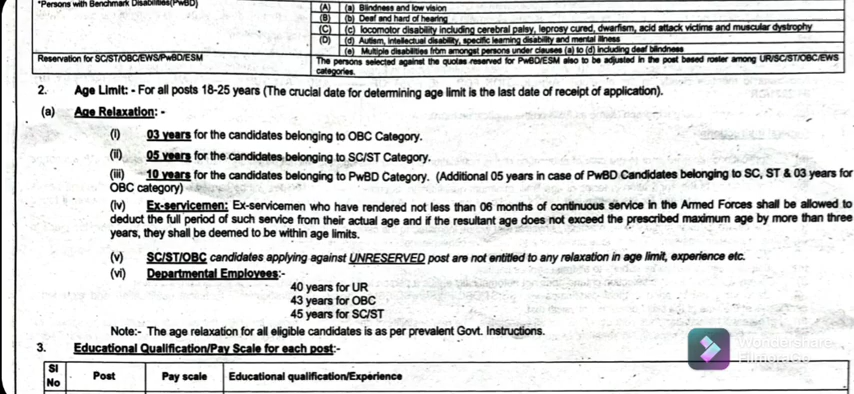 *Persons with Benchmark Disabilities(PwBD)
(A) (a) Blindness and low vision
(B) (b) Deaf and hard of hearing
(C) (c) locomotor disability including cerebral palsy, leprosy cured, dwarfism, acid attack victims and muscular dystrophy
(D) (d) Autism, intellectual disability, specific learning disability and mental illness
(e) Multiple disabilities from amongst persons under clauses (a) to (d) including deaf blindness
Reservation for SC/ST/OBC/EWS/PwBD/ESM
The persons selected against the quotas reserved for PwBD/ESM also to be adjusted in the post based roster among UR/SC/ST/OBC/EWS
categories.
2. Age Limit: - For all posts 18-25 years (The crucial date for determining age limit is the last date of receipt of application).
(a) Age Relaxation: -
(i) 03 years for the candidates belonging to OBC Category.
(ii) 05 years for the candidates belonging to SC/ST Category.
(iii) 10 years for the candidates belonging to PwBD Category. (Additional 05 years in case of PwBD Candidates belonging to SC, ST & 03 years for
OBC category)
(iv) Ex-servicemen: Ex-servicemen who have rendered not less than 06 months of continuous service in the Armed Forces shall be allowed to
deduct the full period of such service from their actual age and if the resultant age does not exceed the prescribed maximum age by more than three
years, they shall be deemed to be within age limits.
(v) SC/ST/OBC candidates applying against UNRESERVED post are not entitled to any relaxation in age limit, experience etc.
(vi) Departmental Employees:-
40 years for UR
43 years for OBC
45 years for SC/ST
Note:- The age relaxation for all eligible candidates is as per prevalent Govt. Instructions.
3. Educational Qualification/Pay Scale for each post:-
Sl No Post Pay scale Educational qualification/Experience
Wondershare
FilmoraGo